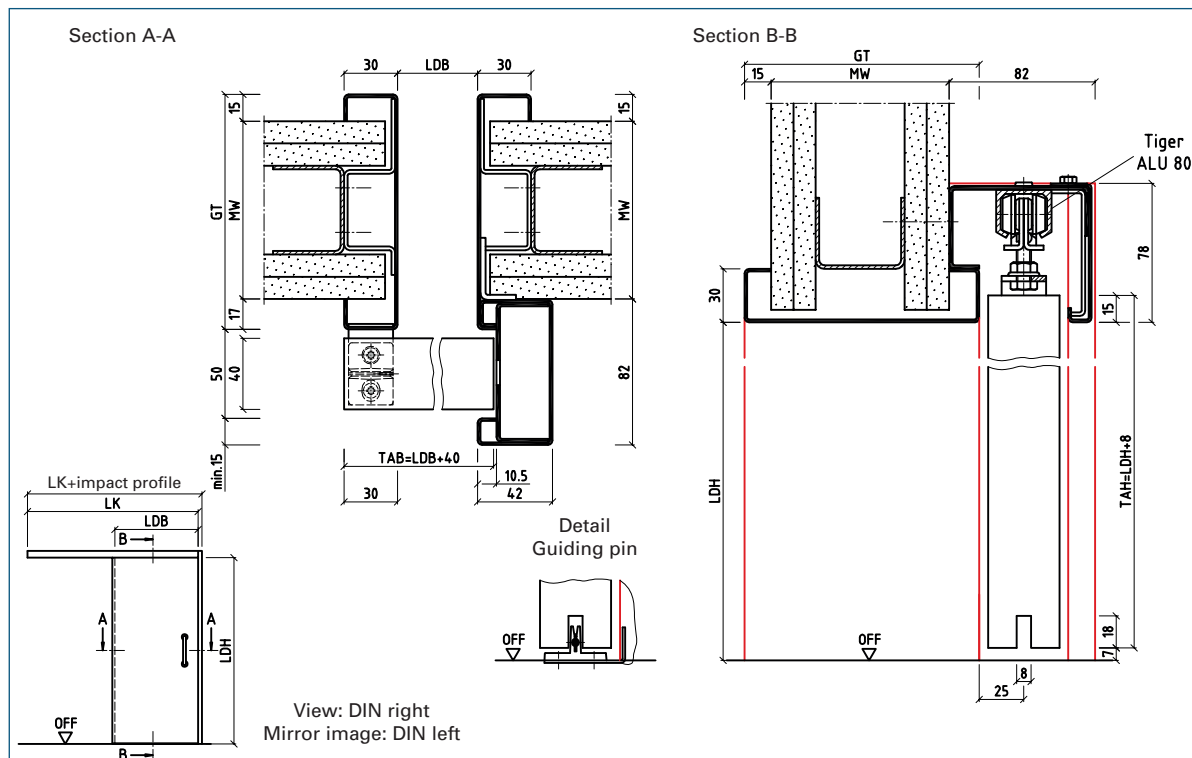 Section A-A
30
LDB
30
15
15
GT
MW
MW
17
50
40
82
min.15
TAB=LDB+40
30
10.5
42
LK+impact profile
LK
LDB
B
A
A
LDH
OFF
B
View: DIN right
Mirror image: DIN left
Detail
Guiding pin
OFF
Section B-B
GT
15
MW
82
Tiger
ALU 80
30
78
15
LDH
TAH=LDH+8
OFF
18
7
8
25